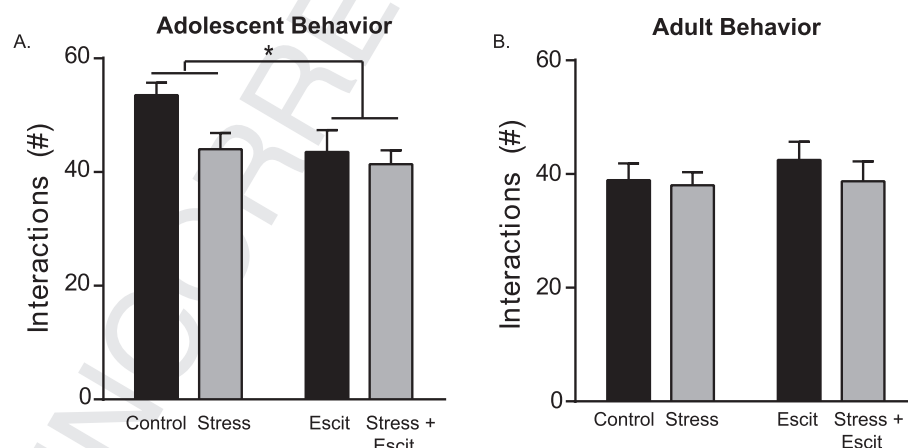 Adolescent Behavior
A.
*
60
40
20
0
Interactions (#)
Control Stress Escit Stress +
Escit
Adult Behavior
B.
60
40
20
0
Interactions (#)
Control Stress Escit Stress +
Escit